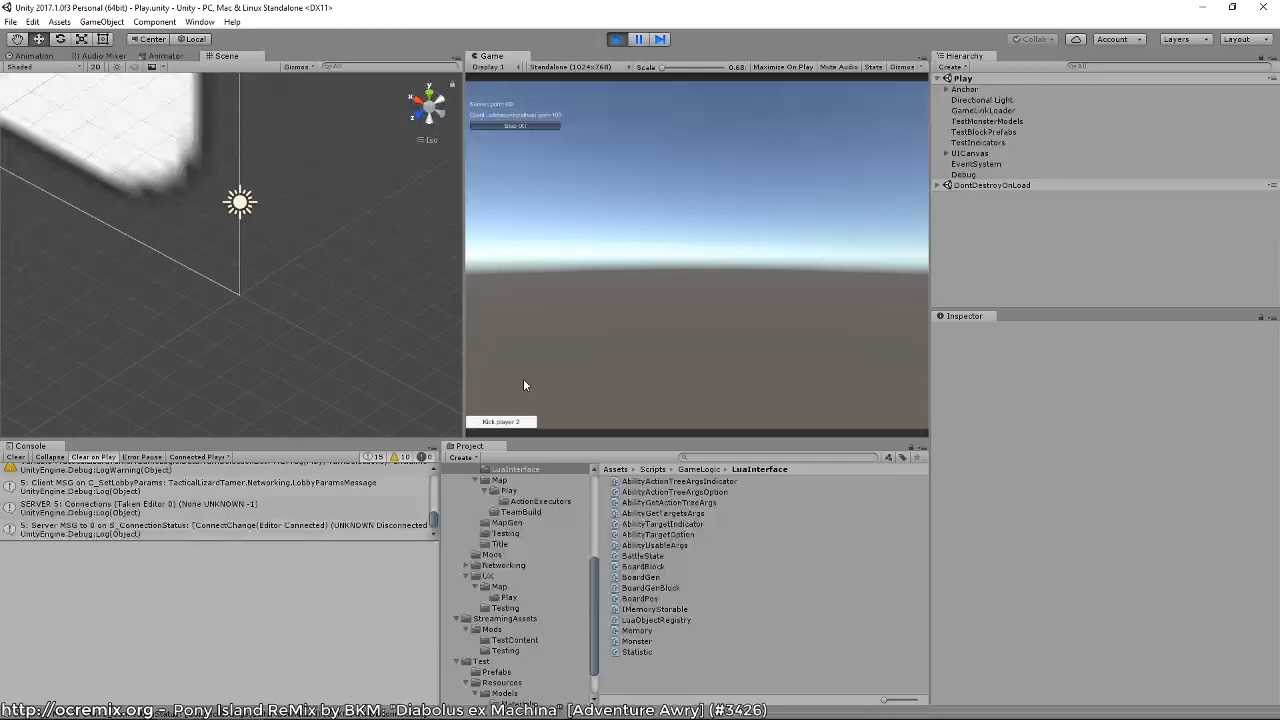 Unity 2017.1.0f3 Personal (64bit) - Play.unity - Unity - PC, Mac & Linux Standalone <DX11>
File Edit Assets GameObject Component Window Help
Center Local Collab Account Layers Layout
Animation Audio Mixer Animator Scene
Shaded 2D Gizmos All
y x z
Iso
Game
Display 1 Standalone (1024x768) Scale 0.68 Maximize On Play Mute Audio Stats Gizmos
Stop (X)
Kick player 2
Hierarchy
Create All
Play
Anchor
Directional Light
GameLinkLoader
TestMonsterModels
TestBlockPrefabs
TestIndicators
UICanvas
EventSystem
Debug
DontDestroyOnLoad
Inspector
Console
Clear Collapse Clear on Play Error Pause Connected Player 15 10 0
UnityEngine.Debug:LogWarning(Object)
5: Client MSG on C_SetLobbyParams: TacticalLizardTamer.Networking.LobbyParamsMessage
UnityEngine.Debug:Log(Object)
SERVER 5: Connections [Taken Editor 0) (None UNKNOWN -1)
UnityEngine.Debug:Log(Object)
5: Server MSG to 0 on S_ConnectionStatus: [ConnectChange(Editor Connected) (UNKNOWN Disconnected
UnityEngine.Debug:Log(Object)
Project
Create
LuaInterface
Map
Play
ActionExecutors
TeamBuild
MapGen
Testing
Title
Mods
Networking
UX
Map
Play
Testing
StreamingAssets
Mods
TestContent
Testing
Test
Prefabs
Resources
Models
Assets Scripts GameLogic LuaInterface
AbilityActionTreeArgsIndicator
AbilityActionTreeArgsOption
AbilityGetActionTreeArgs
AbilityGetTargetsArgs
AbilityTargetIndicator
AbilityTargetOption
AbilityUsableArgs
BattleState
BoardBlock
BoardGen
BoardGenBlock
BoardPos
IMemoryStorable
LuaObjectRegistry
Memory
Monster
Statistic
http://ocremix.org - Pony Island ReMix by BKM: "Diabolus ex Machina" [Adventure Awry] (#3426)